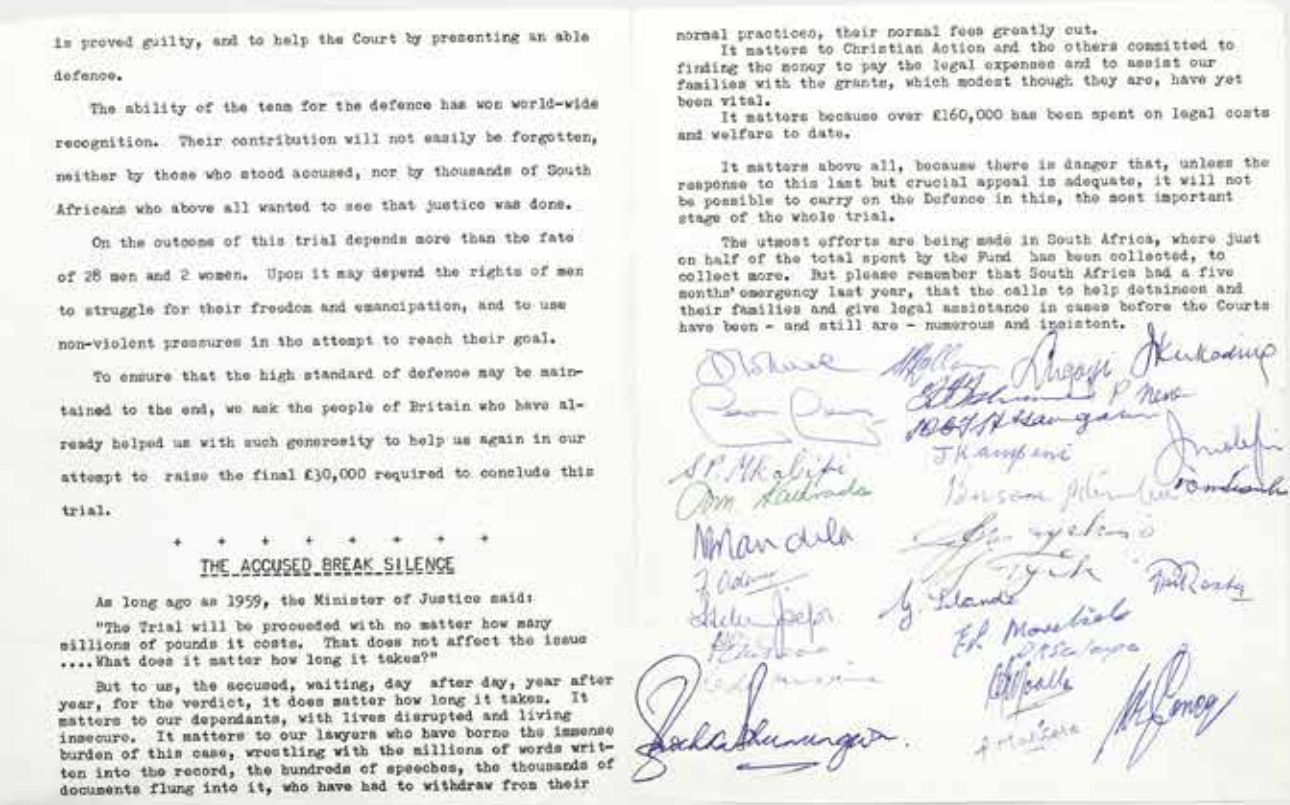 is proved guilty, and to help the Court by presenting an able
defence.
The ability of the team for the defence has won world-wide
recognition. Their contribution will not easily be forgotten,
neither by those who stood accused, nor by thousands of South
Africans who above all wanted to see that justice was done.
On the outcome of this trial depends more than the fate
of 28 men and 2 women. Upon it may depend the rights of men
to struggle for their freedom and emancipation, and to use
non-violent pressures in the attempt to reach their goal.
To ensure that the high standard of defence may be main-
tained to the end, we ask the people of Britain who have al-
ready helped us with such generosity to help us again in our
attempt to raise the final £30,000 required to conclude this
trial.
+ + + + + + + +
THE ACCUSED BREAK SILENCE
As long ago as 1959, the Minister of Justice said:
"The Trial will be proceeded with no matter how many
millions of pounds it costs. That does not affect the issue
....What does it matter how long it takes?"
But to us, the accused, waiting, day after day, year after
year, for the verdict, it does matter how long it takes. It
matters to our dependants, with lives disrupted and living
insecure. It matters to our lawyers who have borne the immense
burden of this case, wrestling with the millions of words writ-
ten into the record, the hundreds of speeches, the thousands of
documents flung into it, who have had to withdraw from their
normal practices, their normal fees greatly cut.
It matters to Christian Action and the others committed to
finding the money to pay the legal expenses and to assist our
families with the grants, which modest though they are, have yet
been vital.
It matters because over £160,000 has been spent on legal costs
and welfare to date.
It matters above all, because there is danger that, unless the
response to this last but crucial appeal is adequate, it will not
be possible to carry on the Defence in this, the most important
stage of the whole trial.
The utmost efforts are being made in South Africa, where just
on half of the total spent by the Fund has been collected, to
collect more. But please remember that South Africa had a five
months' emergency last year, that the calls to help detainees and
their families and give legal assistance in cases before the Courts
have been - and still are - numerous and insistent.
P Nene
S.P. Mkalipi
NMandela
F Adams
Helen Joseph